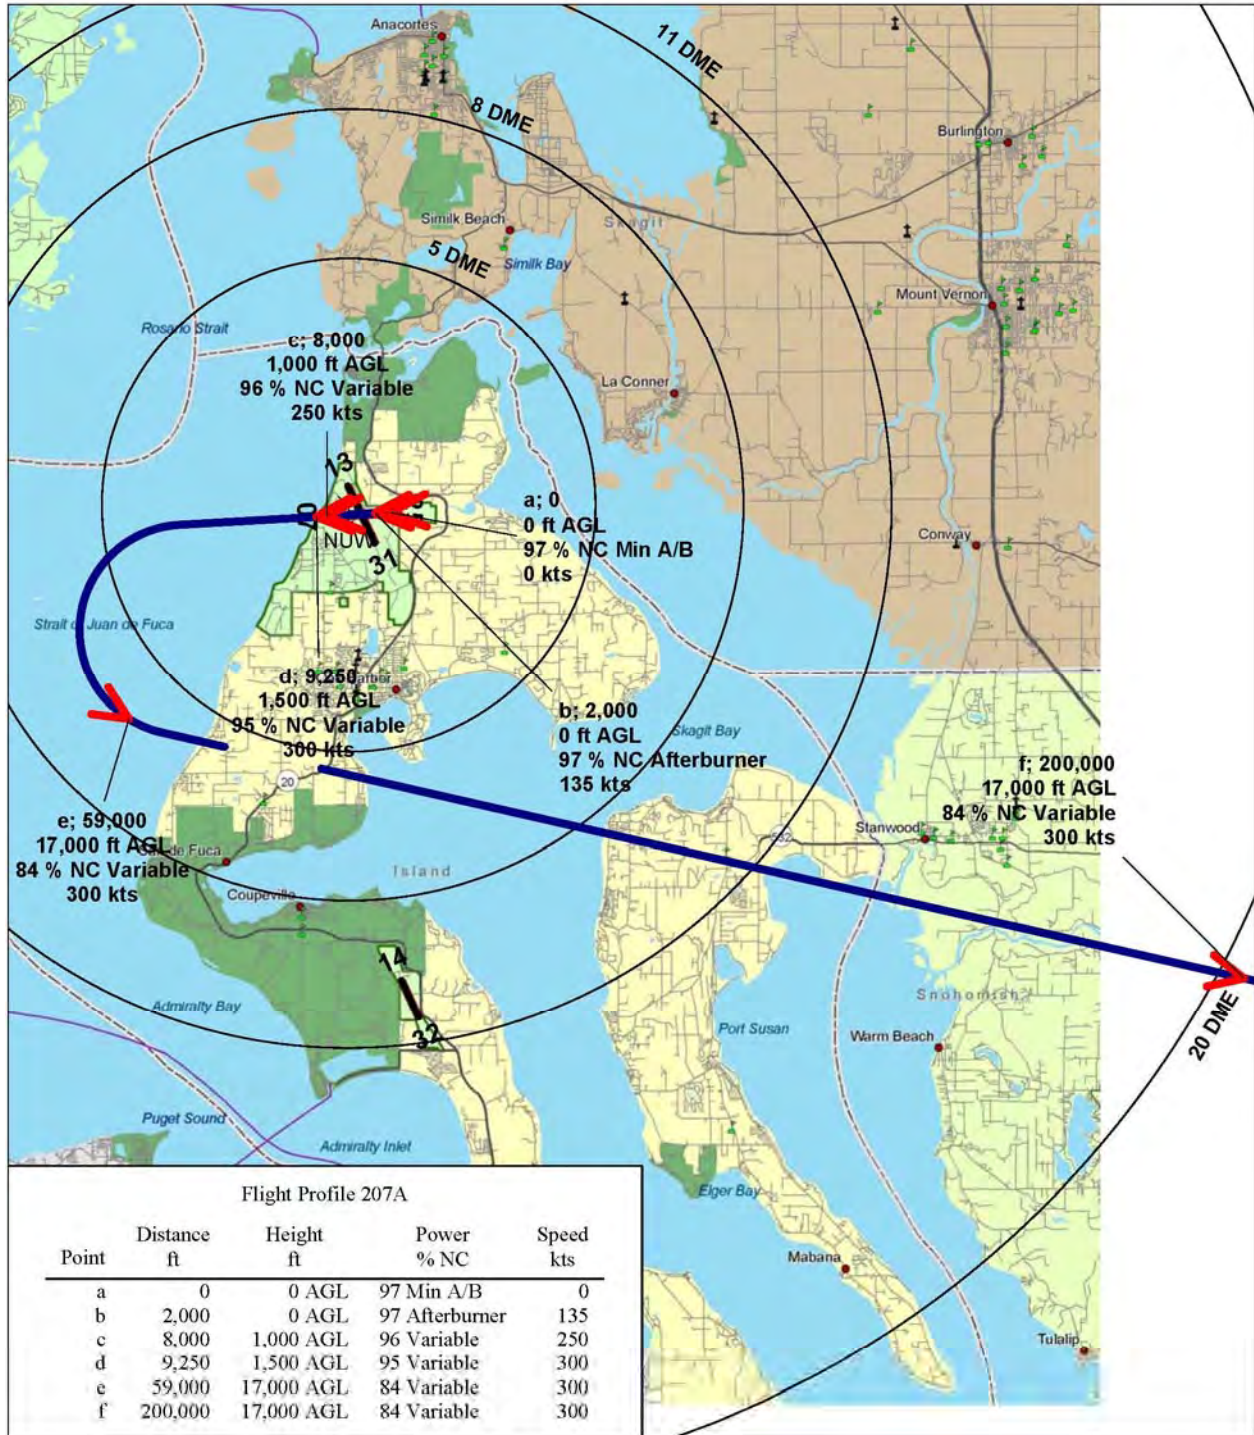 Anacortes
11 DME
8 DME
Burlington
Similk Beach
Skagit
5 DME
Similk Bay
Mount Vernon
Rosario Strait
c; 8,000
1,000 ft AGL
96 % NC Variable
250 kts
La Conner
13
a; 0
0 ft AGL
97 % NC Min A/B
0 kts
07
NUW
31
Conway
Strait of Juan de Fuca
d; 9,250
1,500 ft AGL
95 % NC Variable
300 kts
b; 2,000
0 ft AGL
97 % NC Afterburner
135 kts
Skagit Bay
20
f; 200,000
17,000 ft AGL
84 % NC Variable
300 kts
e; 59,000
17,000 ft AGL
84 % NC Variable
300 kts
de Fuca
532
Stanwood
Island
Coupeville
14
32
Admiralty Bay
Snohomish
20 DME
Port Susan
Warm Beach
Puget Sound
Admiralty Inlet
Elger Bay
Mabana
Tulalip
Flight Profile 207A
Point Distance ft Height ft Power % NC Speed kts
a 0 0 AGL 97 Min A/B 0
b 2,000 0 AGL 97 Afterburner 135
c 8,000 1,000 AGL 96 Variable 250
d 9,250 1,500 AGL 95 Variable 300
e 59,000 17,000 AGL 84 Variable 300
f 200,000 17,000 AGL 84 Variable 300